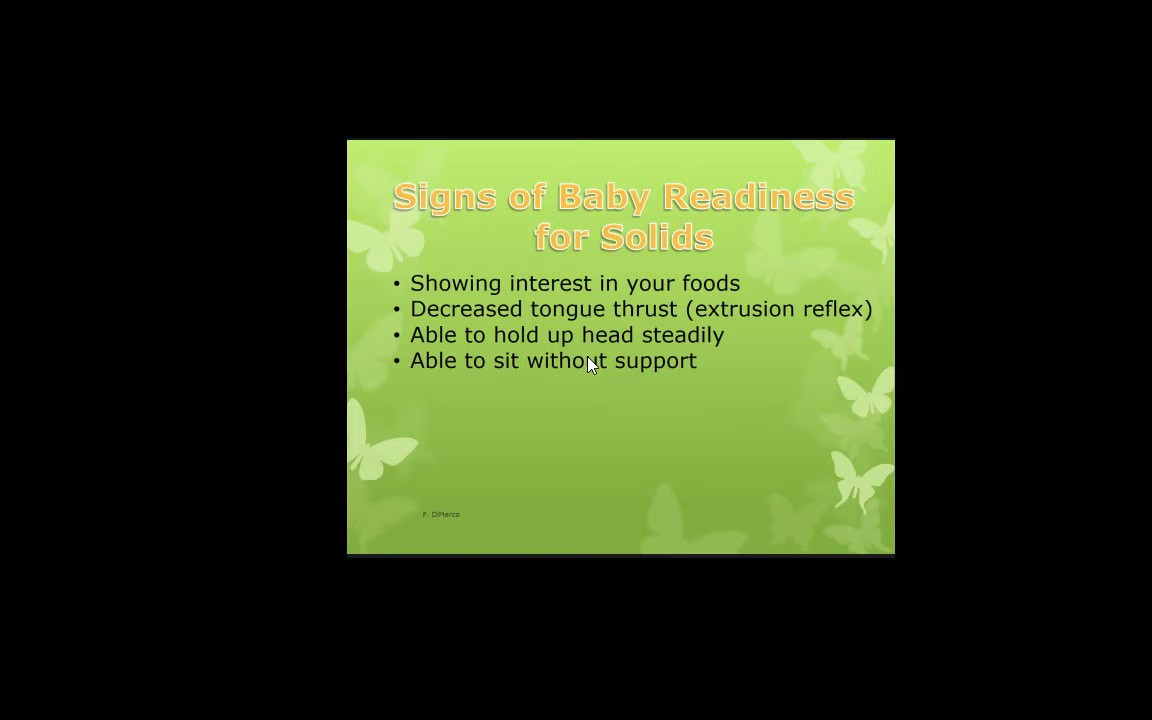 Signs of Baby Readiness
for Solids
• Showing interest in your foods
• Decreased tongue thrust (extrusion reflex)
• Able to hold up head steadily
• Able to sit without support
F. DiMarco